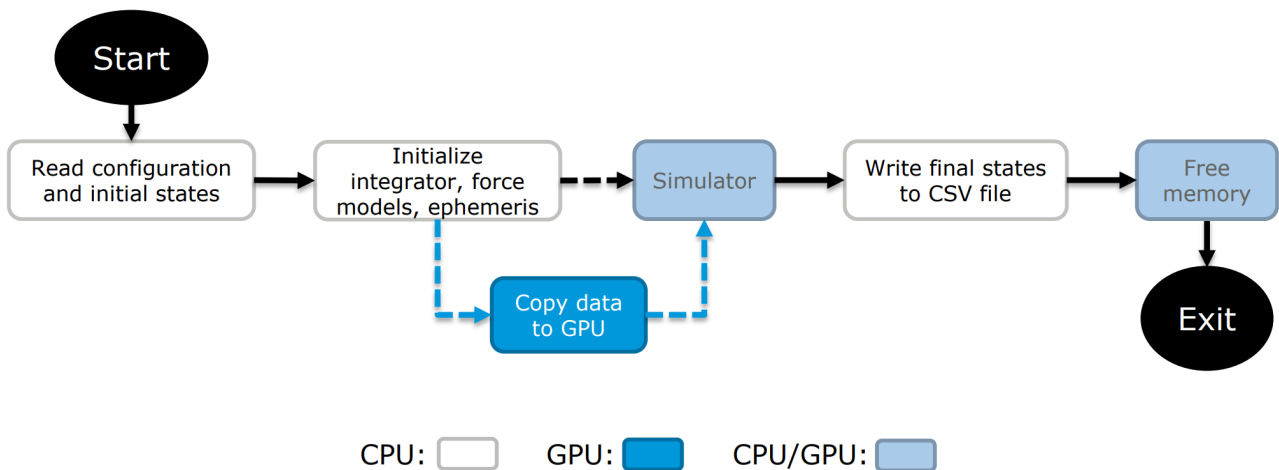 Start
Read configuration
and initial states
Initialize
integrator, force
models, ephemeris
Simulator
Write final states
to CSV file
Free
memory
Copy data
to GPU
Exit
CPU:
GPU:
CPU/GPU: